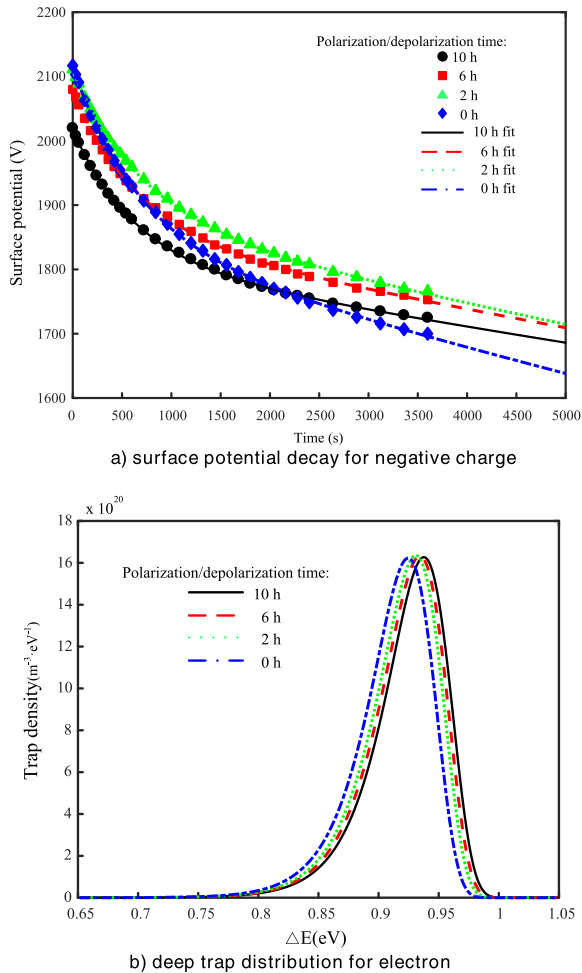 2200
2100
2000
1900
1800
1700
1600
Surface potential (V)
Polarization/depolarization time:
10 h
6 h
2 h
0 h
10 h fit
6 h fit
2 h fit
0 h fit
0 500 1000 1500 2000 2500 3000 3500 4000 4500 5000
Time (s)
a) surface potential decay for negative charge
x 10²⁰
18
16
14
12
10
8
6
4
2
0
Trap density(m⁻³·eV⁻¹)
Polarization/depolarization time:
10 h
6 h
2 h
0 h
0.65 0.7 0.75 0.8 0.85 0.9 0.95 1 1.05
△E(eV)
b) deep trap distribution for electron